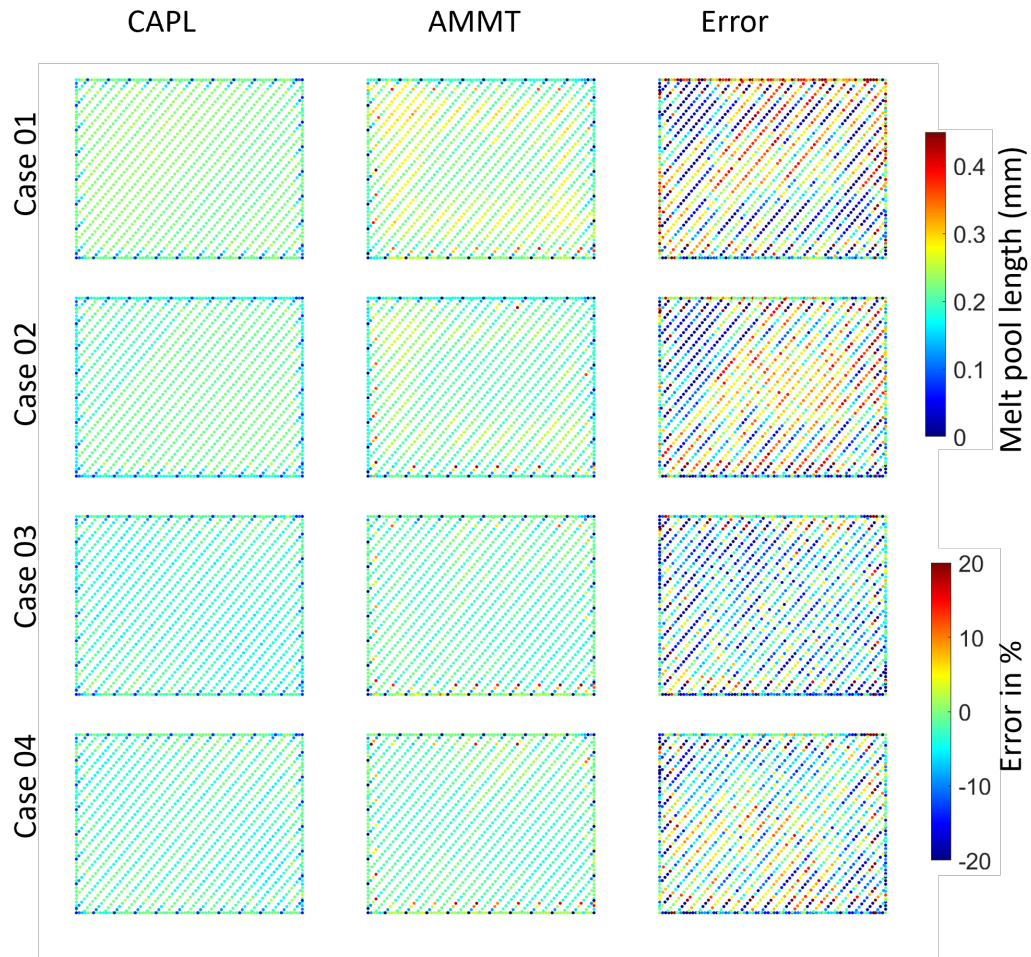 CAPL AMMT Error
Case 01
Case 02
Case 03
Case 04
0.4
0.3
0.2
0.1
0
Melt pool length (mm)
20
10
0
-10
-20
Error in %